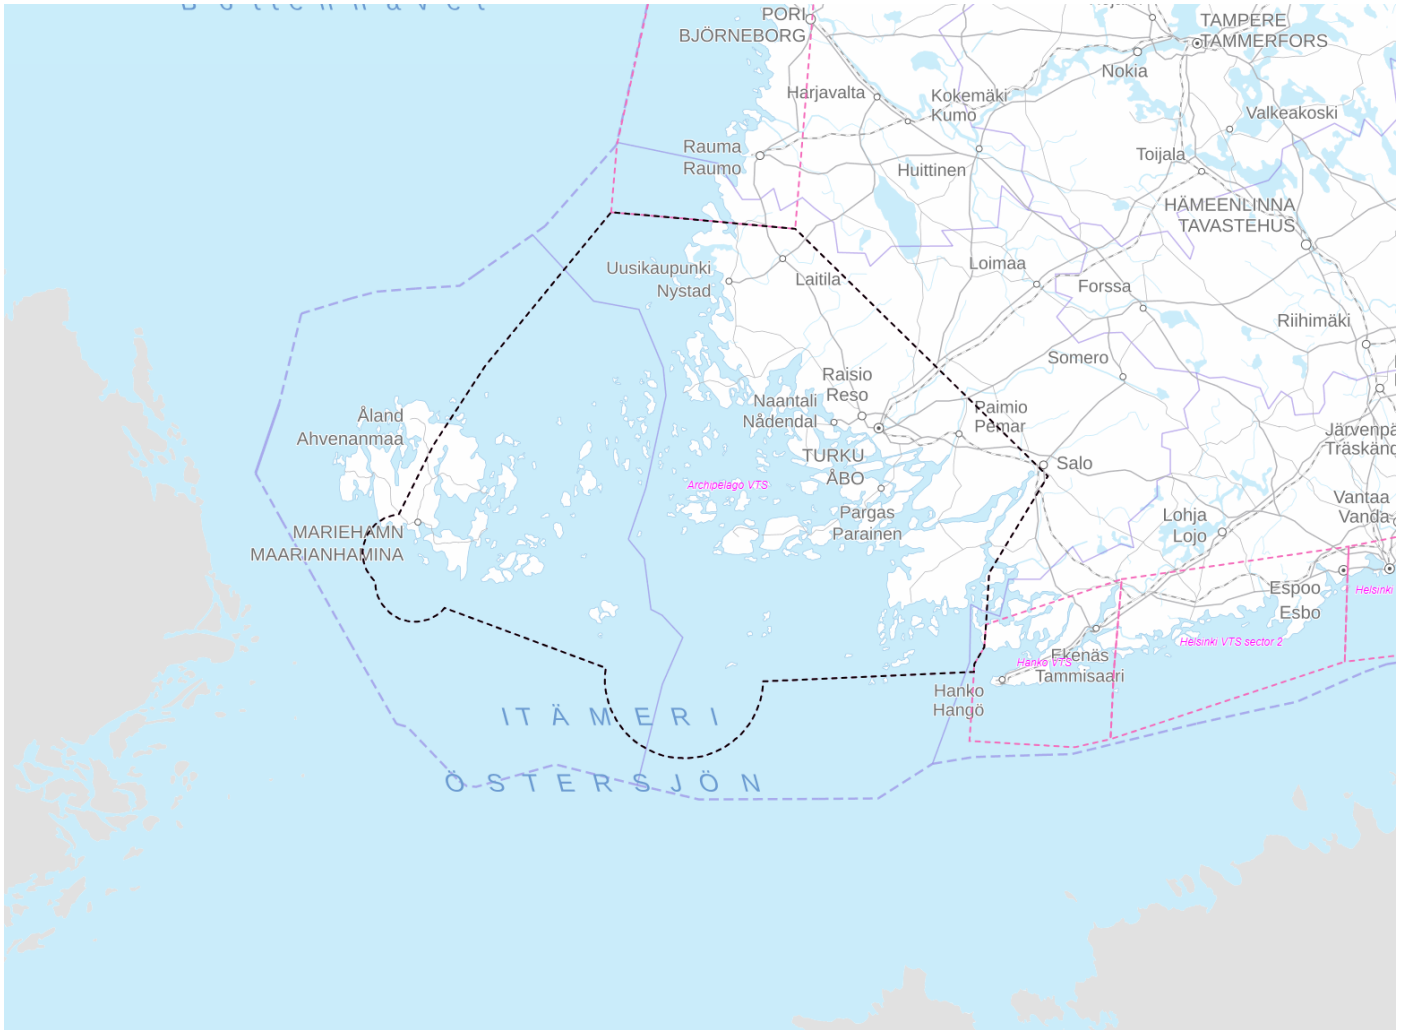 PORI
BJÖRNEBORG
TAMPERE
TAMMERFORS
Nokia
Harjavalta
Kokemäki
Kumo
Valkeakoski
Rauma
Raumo
Huittinen
Toijala
HÄMEENLINNA
TAVASTEHUS
Uusikaupunki
Nystad
Laitila
Loimaa
Forssa
Riihimäki
Somero
Raisio
Reso
Naantali
Nådendal
Paimio
Pemar
Åland
Ahvenanmaa
TURKU
ÅBO
Salo
Järvenpä
Träskänd
Archipelago VTS
Pargas
Parainen
Lohja
Lojo
Vantaa
Vanda
MARIEHAMN
MAARIANHAMINA
Espoo
Esbo
Helsinki
Helsinki VTS sector 2
Hanko VTS
Ekenäs
Tammisaari
Hanko
Hangö
ITÄMERI
ÖSTERSJÖN